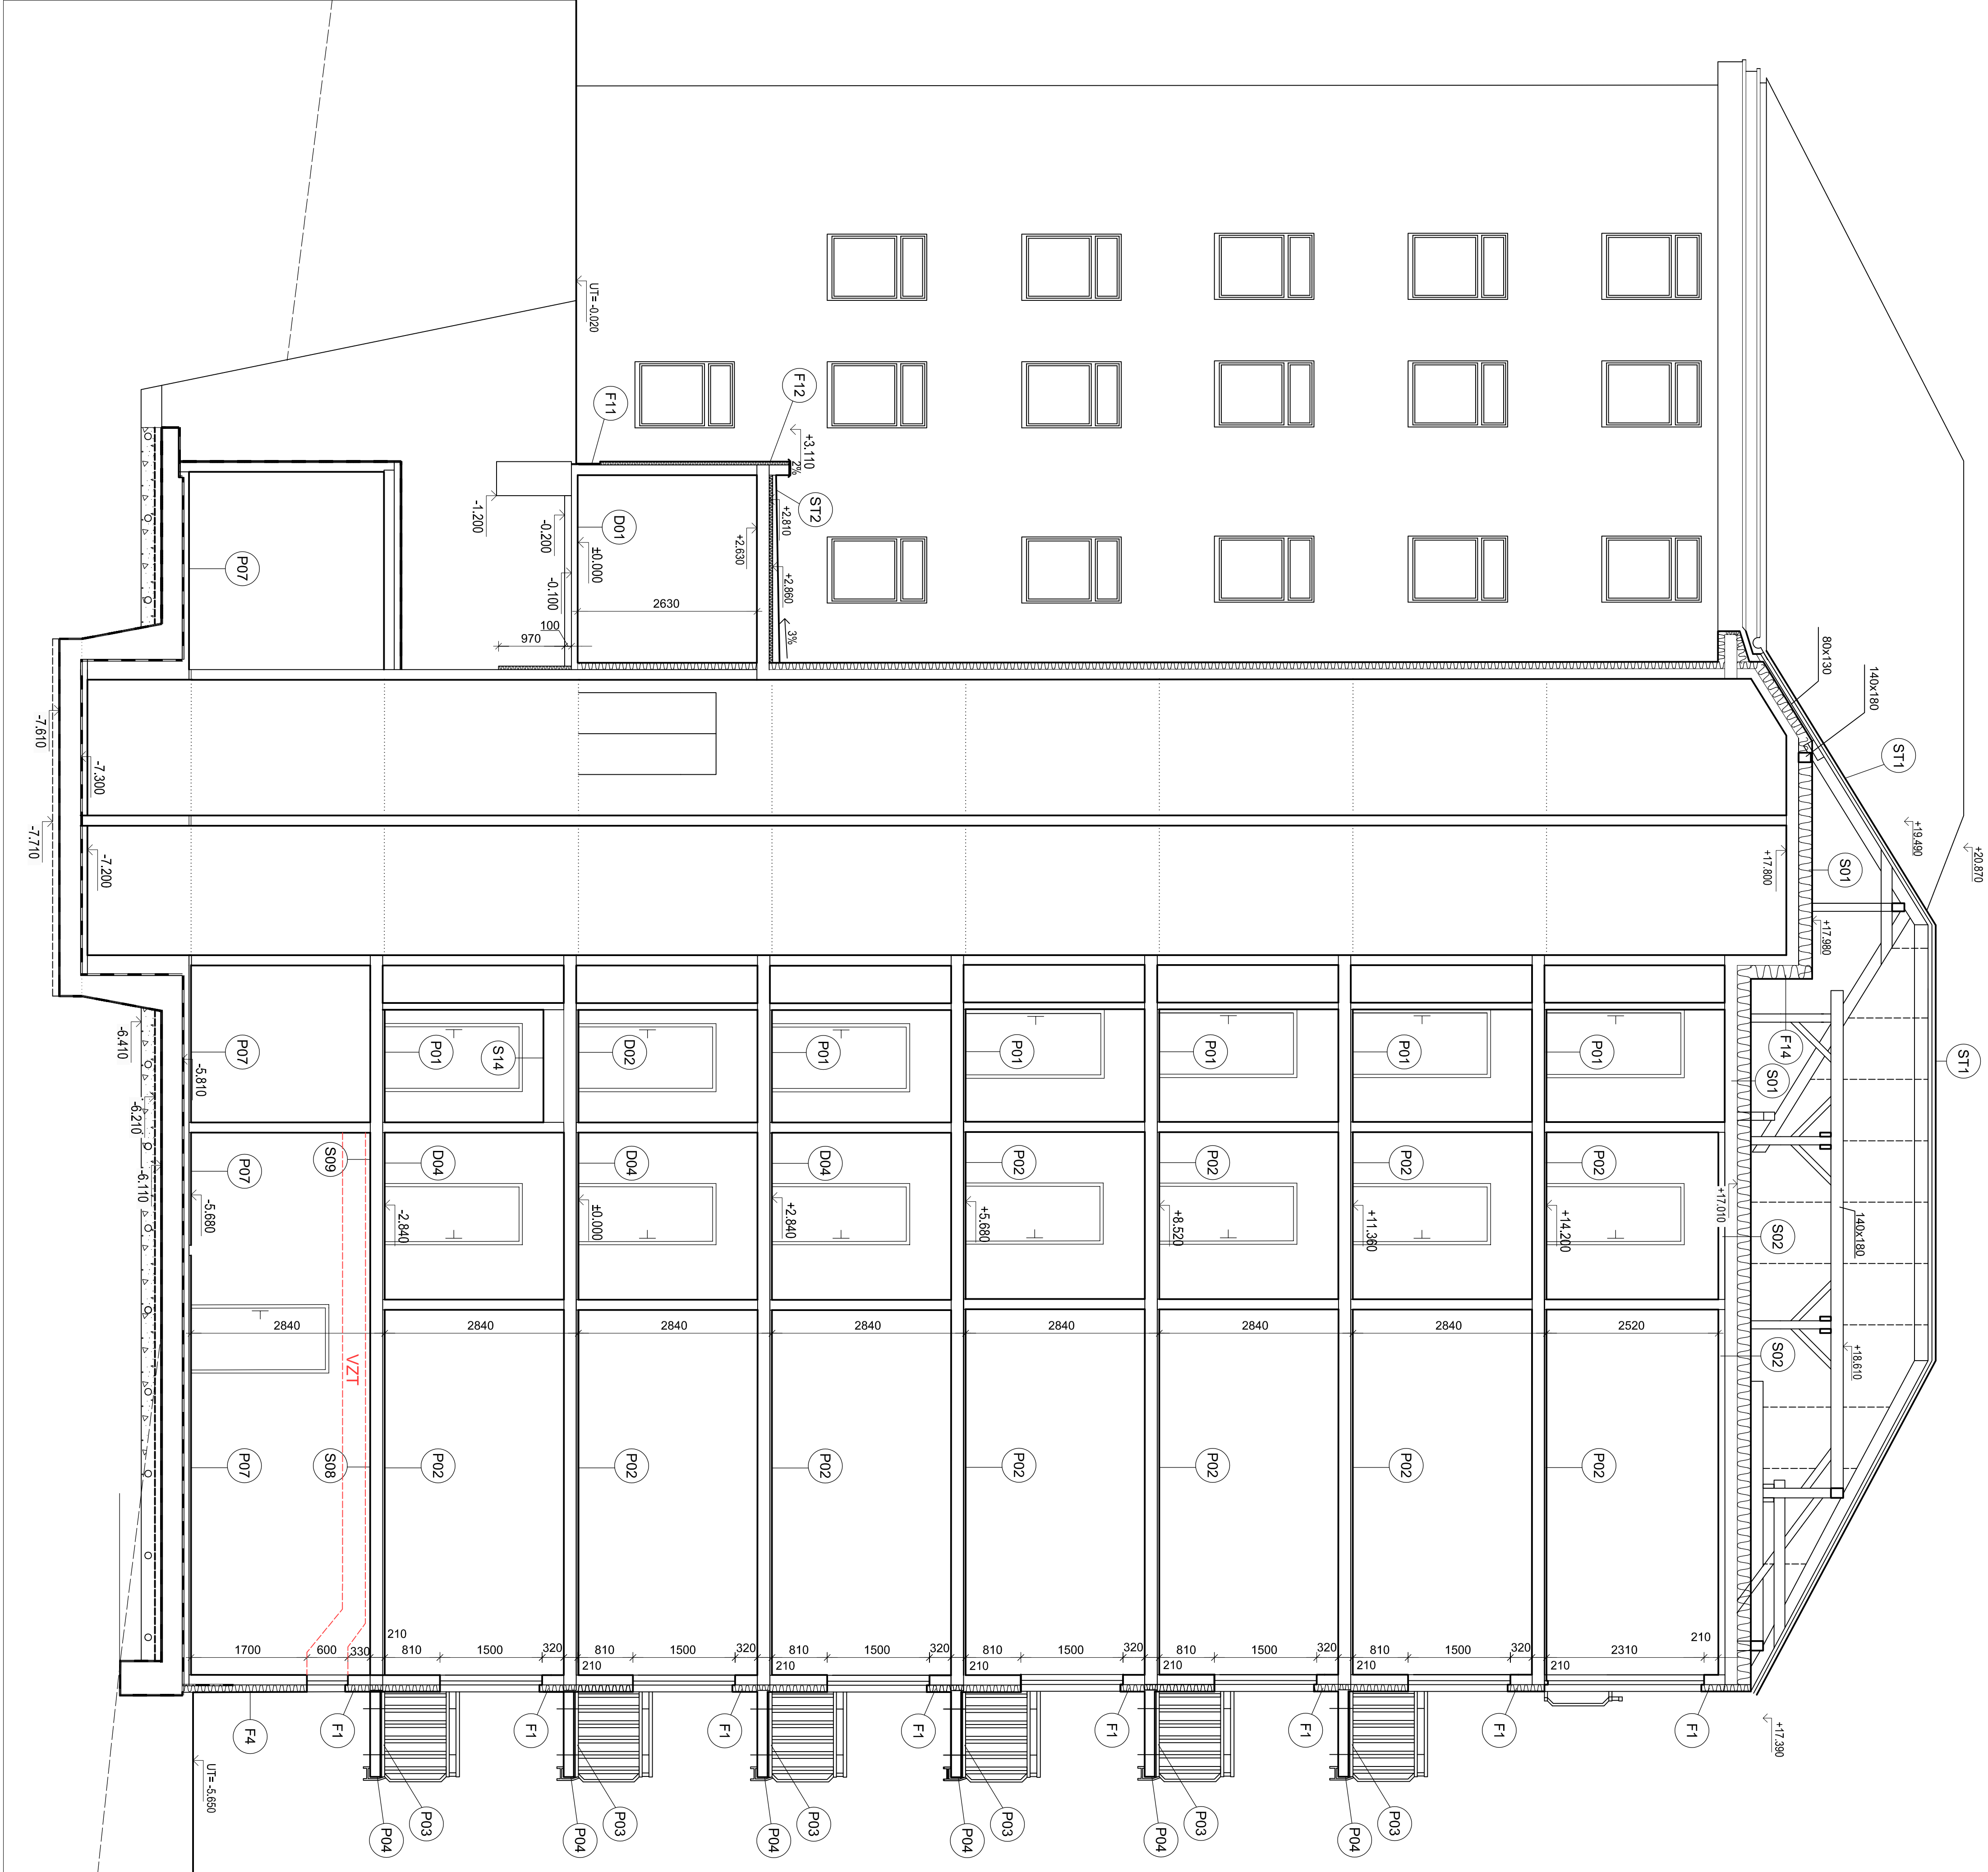 UT= -0.020
F11
F12
+3.110
2%
ST2
+2.810
+2.860
3%
D01
±0.000
+2.630
2630
-1.200
-0.200
-0.100
100
970
P07
80x130
140x180
ST1
+19.490
+20.870
S01
+17.980
+17.800
-7.610
-7.300
-7.710
-7.200
P07
P01
S14
D02
P01
P01
P01
P01
P01
F14
S01
ST1
-6.410
-5.810
-6.210
-6.110
P07
S09
D04
D04
D04
P02
P02
P02
P02
-5.680
-2.840
±0.000
+2.840
+5.680
+8.520
+11.360
+14.200
+17.010
S02
140x180
2840
2840
2840
2840
2840
2840
2840
2520
S02
+18.610
VZT
P07
S08
P02
P02
P02
P02
P02
P02
P02
1700
600
330
210
810
1500
320
810
1500
320
810
1500
320
810
1500
320
810
1500
320
810
1500
320
2310
210
210
210
210
210
210
210
F4
F1
F1
F1
F1
F1
F1
F1
F1
+17.390
UT= -5.650
P03
P03
P03
P03
P03
P03
P04
P04
P04
P04
P04
P04